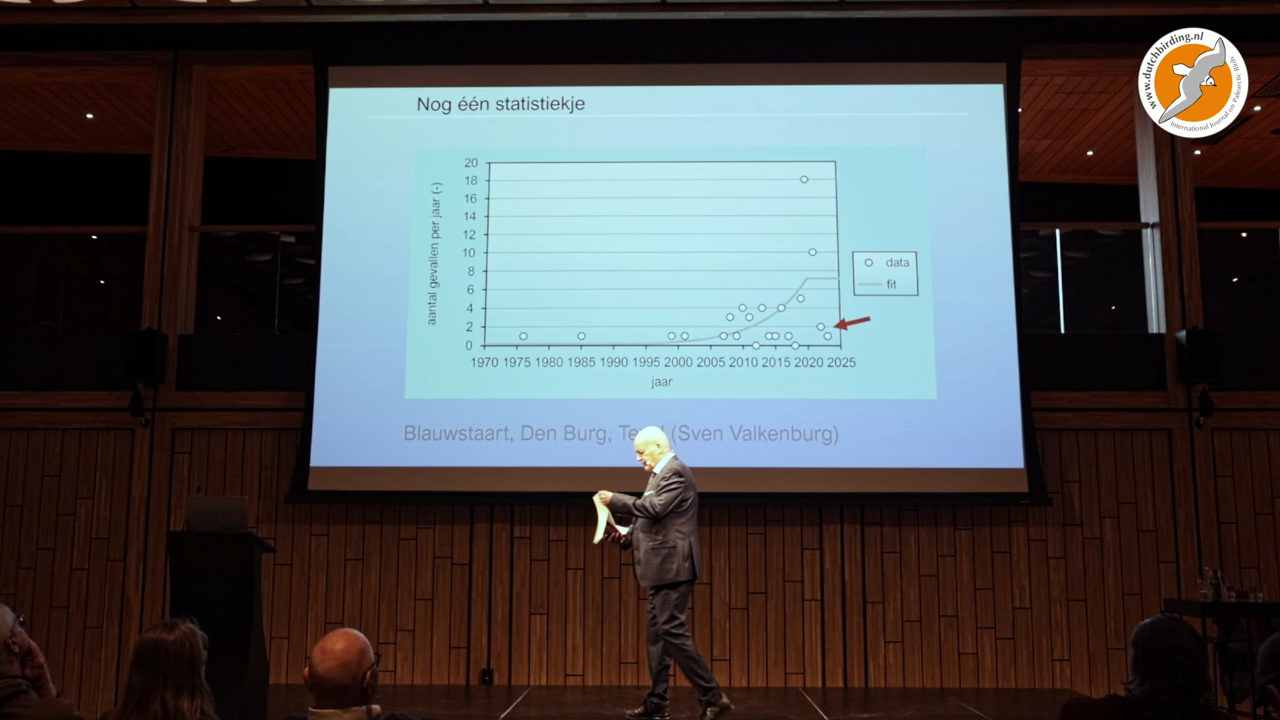 Nog één statistiekje
aantal gevallen per jaar (-)
20
18
16
14
12
10
8
6
4
2
0
1970 1975 1980 1985 1990 1995 2000 2005 2010 2015 2020 2025
jaar
data
fit
Blauwstaart, Den Burg, (Sven Valkenburg)
www.dutchbirding.nl
International Journal on Palearctic Birds